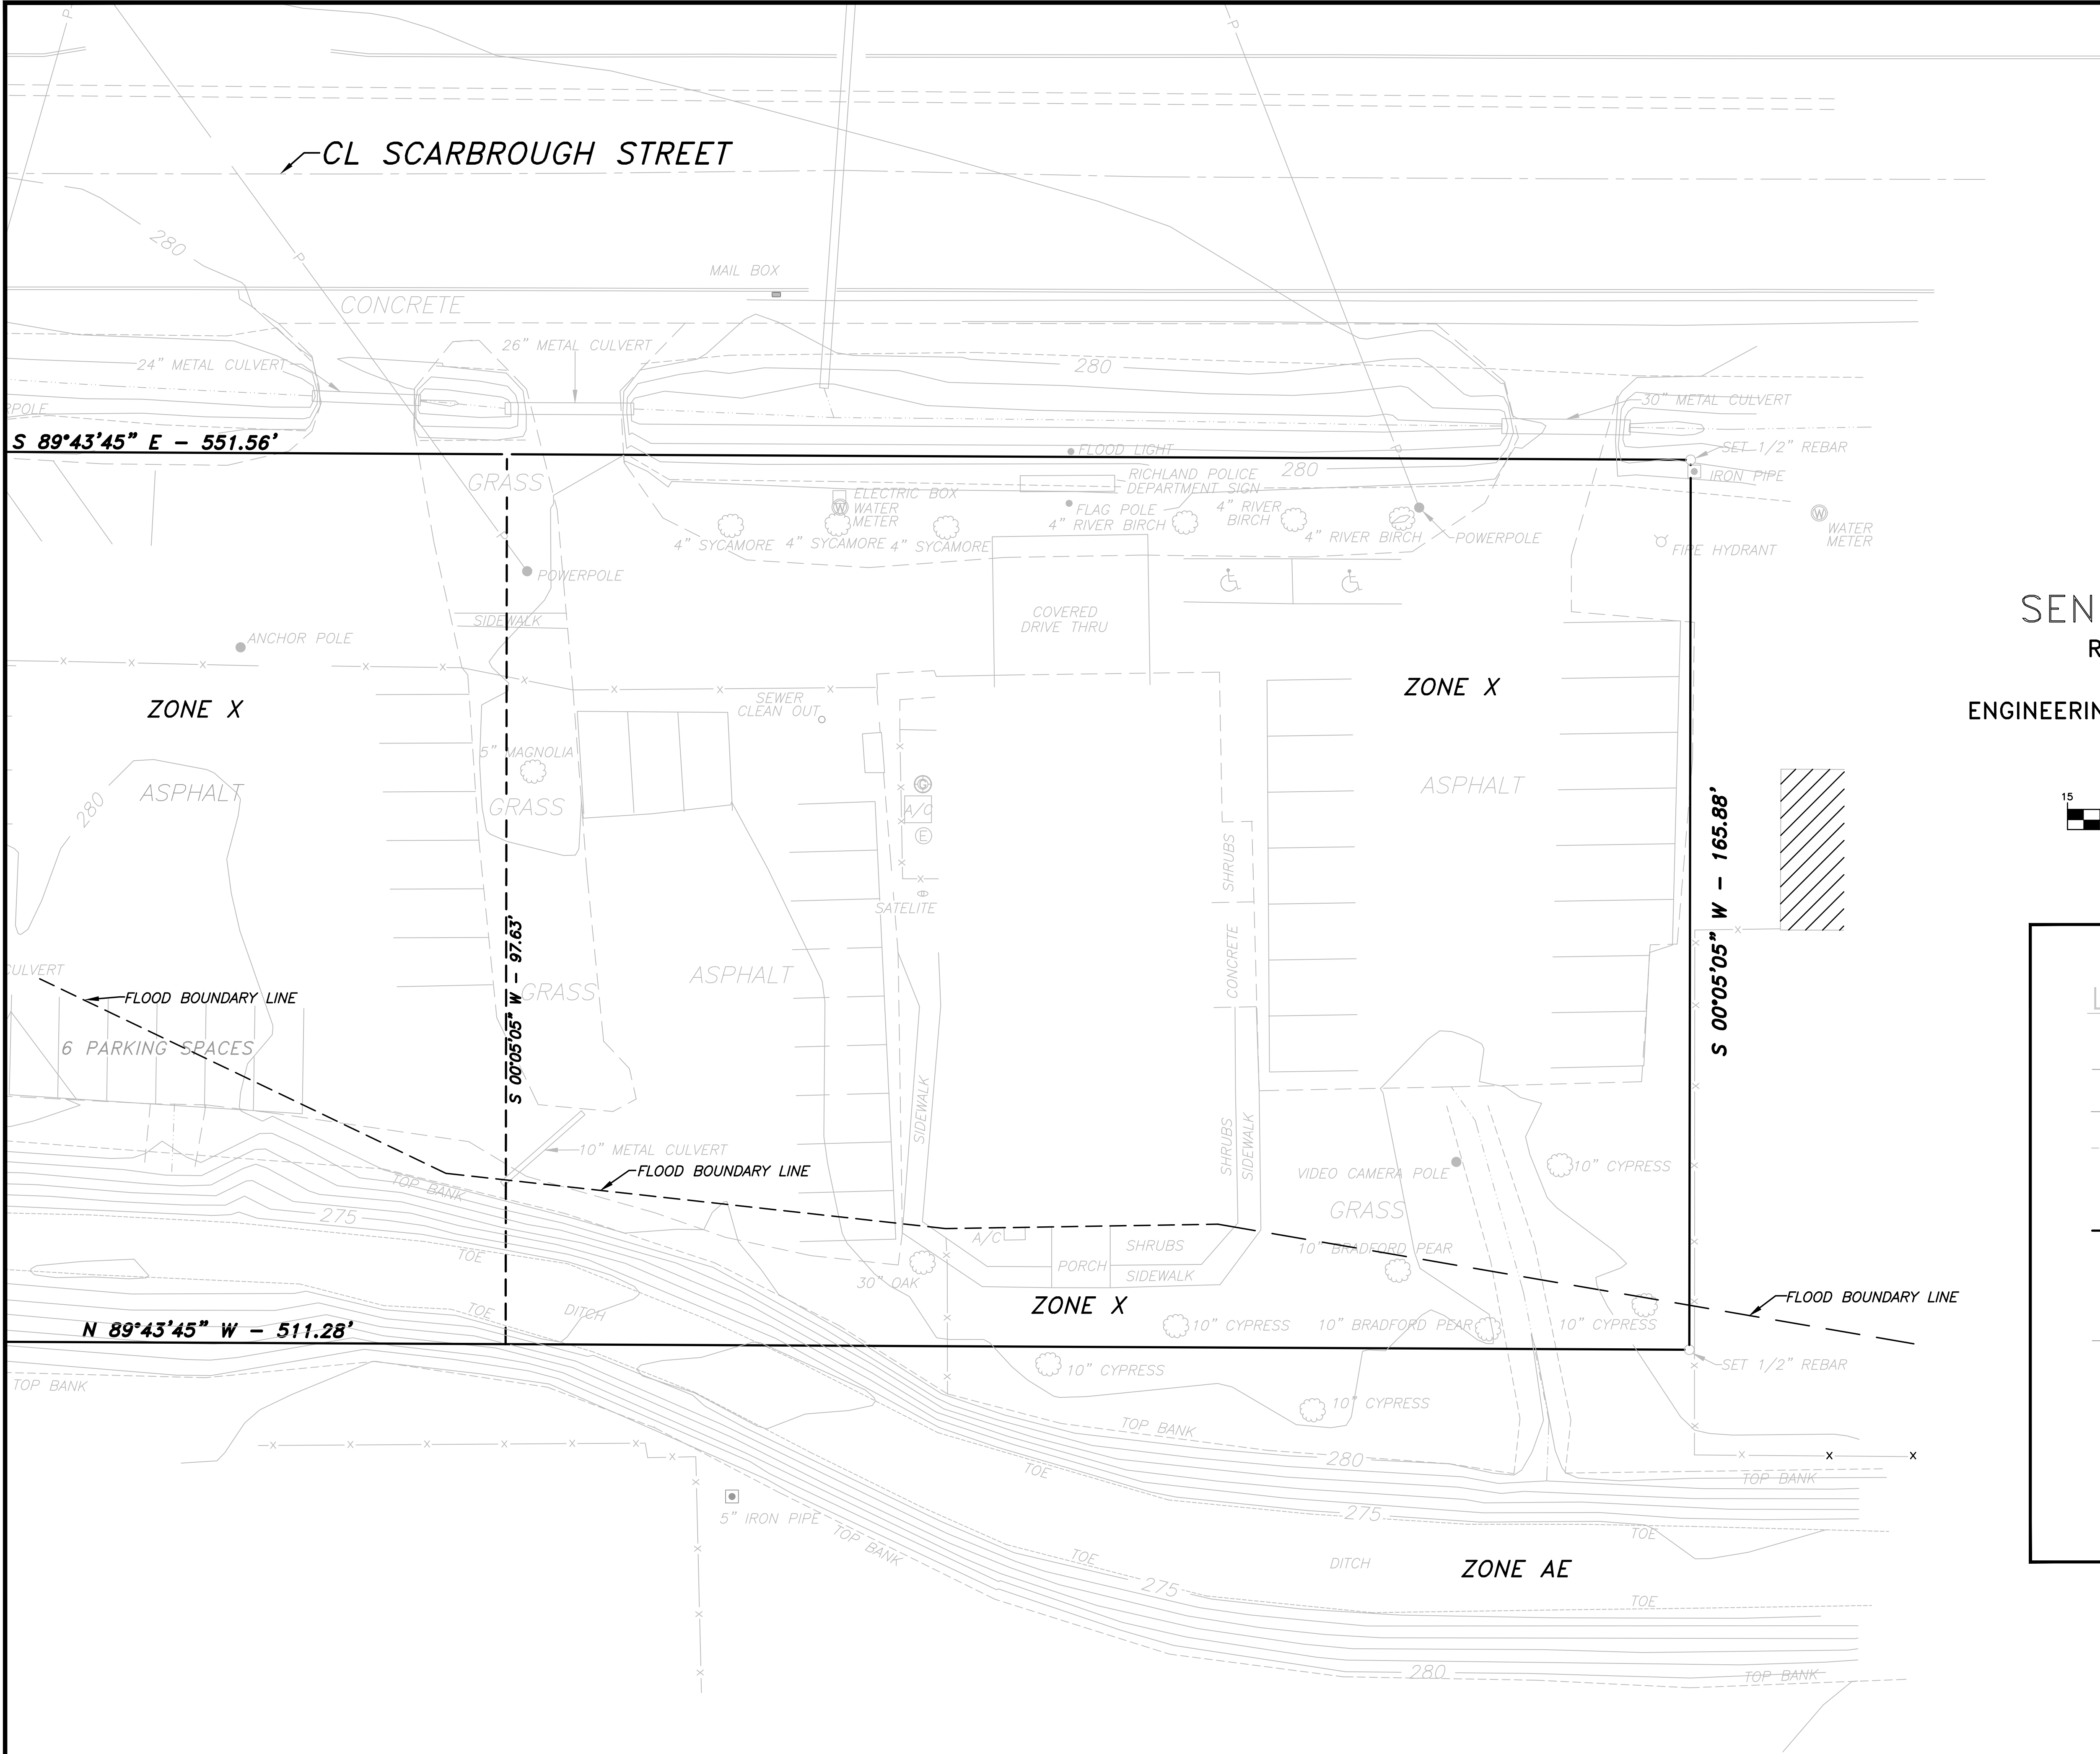 P
P
CL SCARBROUGH STREET
280
P
MAIL BOX
CONCRETE
26" METAL CULVERT
24" METAL CULVERT
280
30" METAL CULVERT
S 89°43'45" E - 551.56'
FLOOD LIGHT
P
SET 1/2" REBAR
GRASS
RICHLAND POLICE
DEPARTMENT SIGN
280
IRON PIPE
ELECTRIC BOX
W
WATER
METER
FLAG POLE
4" RIVER BIRCH
4" RIVER
BIRCH
4" RIVER BIRCH
POWERPOLE
W
WATER
METER
4" SYCAMORE
4" SYCAMORE
4" SYCAMORE
FIRE HYDRANT
POWERPOLE
SIDEWALK
COVERED
DRIVE THRU
ANCHOR POLE
SEN
R
ZONE X
SEWER
CLEAN OUT
ZONE X
ENGINEERIN
5" MAGNOLIA
280
ASPHALT
GRASS
G
A/C
E
ASPHALT
15
SHRUBS
S 00°05'05" W - 165.88'
SATELITE
S 00°05'05" W - 97.63'
CULVERT
ASPHALT
CONCRETE
FLOOD BOUNDARY LINE
GRASS
6 PARKING SPACES
SIDEWALK
SHRUBS
SIDEWALK
10" METAL CULVERT
FLOOD BOUNDARY LINE
VIDEO CAMERA POLE
10" CYPRESS
TOP BANK
275
GRASS
TOE
A/C
SHRUBS
10" BRADFORD PEAR
PORCH
SIDEWALK
30" OAK
TOE
DITCH
ZONE X
FLOOD BOUNDARY LINE
N 89°43'45" W - 511.28'
10" CYPRESS
10" BRADFORD PEAR
10" CYPRESS
SET 1/2" REBAR
TOP BANK
10" CYPRESS
10" CYPRESS
TOP BANK
280
TOE
TOP BANK
275
5" IRON PIPE
TOP BANK
TOE
TOE
DITCH
ZONE AE
275
TOE
280
TOP BANK